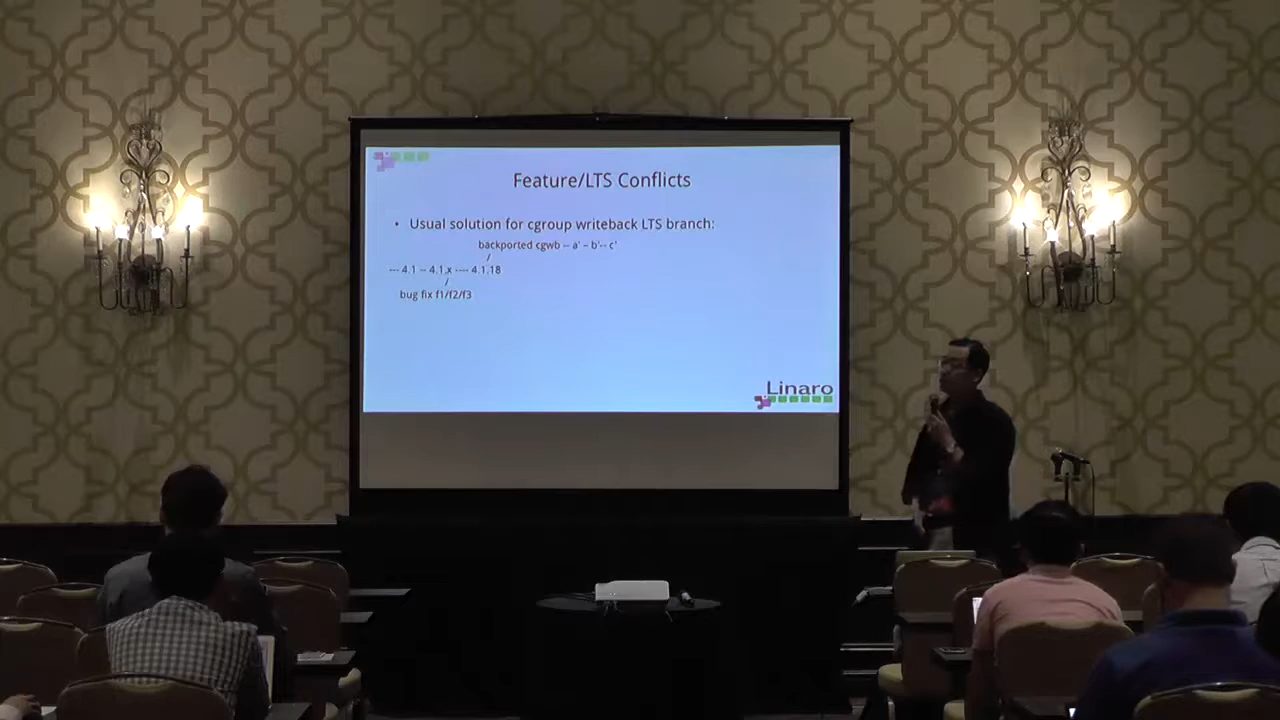 Feature/LTS Conflicts
• Usual solution for cgroup writeback LTS branch:
backported cgwb -- a' – b'-- c'
/
--- 4.1 -- 4.1.x ---- 4.1.18
/
bug fix f1/f2/f3
Linaro